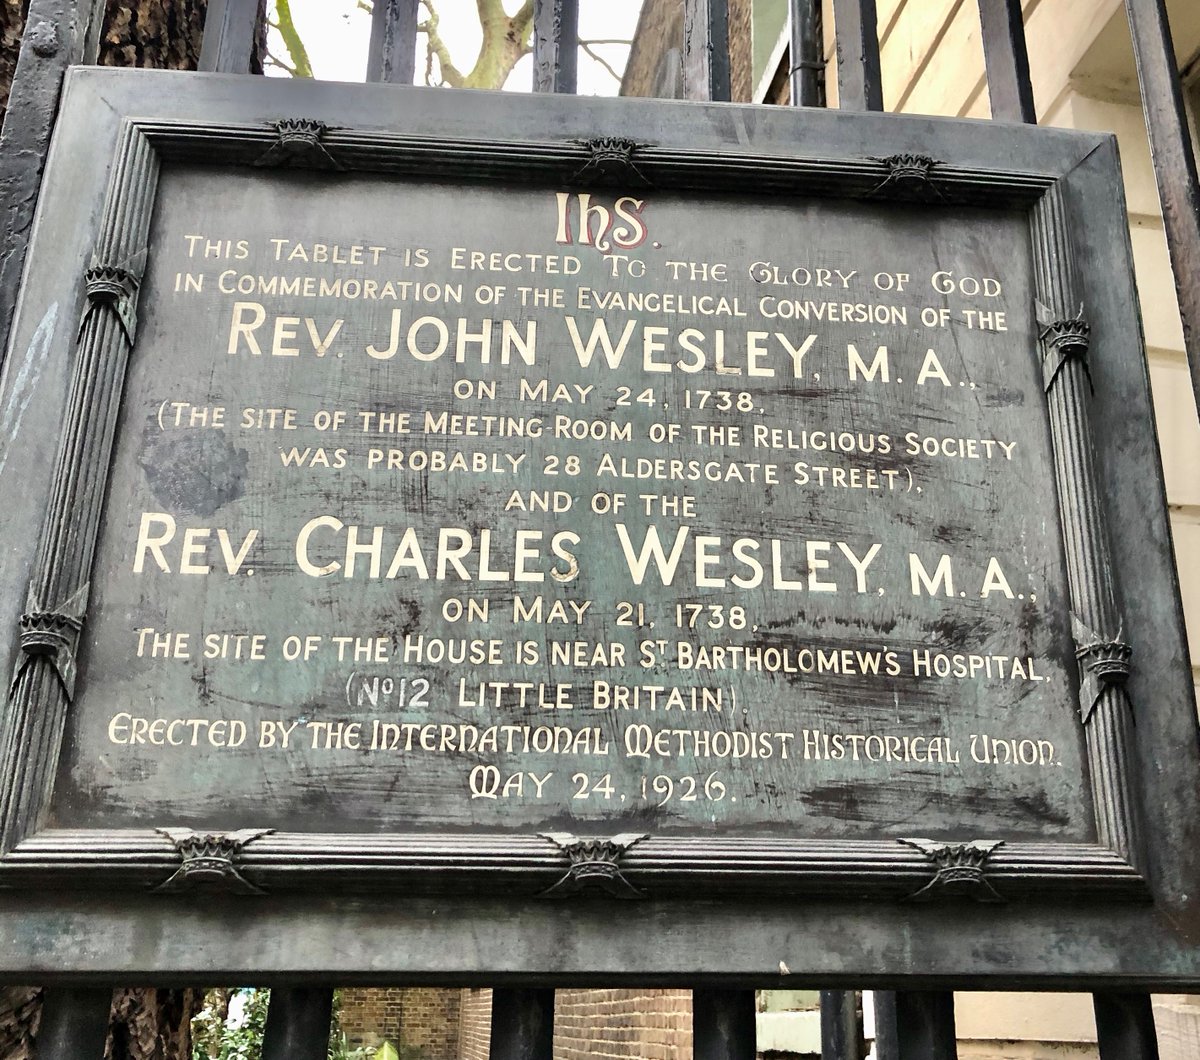 IhS.
THIS TABLET IS ERECTED TO THE GLORY OF GOD
IN COMMEMORATION OF THE EVANGELICAL CONVERSION OF THE
REV. JOHN WESLEY, M.A.,
ON MAY 24, 1738.
(THE SITE OF THE MEETING-ROOM OF THE RELIGIOUS SOCIETY
WAS PROBABLY 28 ALDERSGATE STREET),
AND OF THE
REV. CHARLES WESLEY, M.A.,
ON MAY 21, 1738,
THE SITE OF THE HOUSE IS NEAR ST BARTHOLOMEW'S HOSPITAL,
(No 12 LITTLE BRITAIN).
ERECTED BY THE INTERNATIONAL METHODIST HISTORICAL UNION.
MAY 24, 1926.